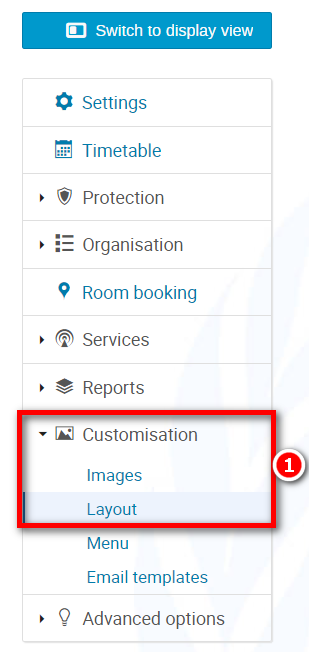 Switch to display view
Settings
Timetable
Protection
Organisation
Room booking
Services
Reports
Customisation
1
Images
Layout
Menu
Email templates
Advanced options